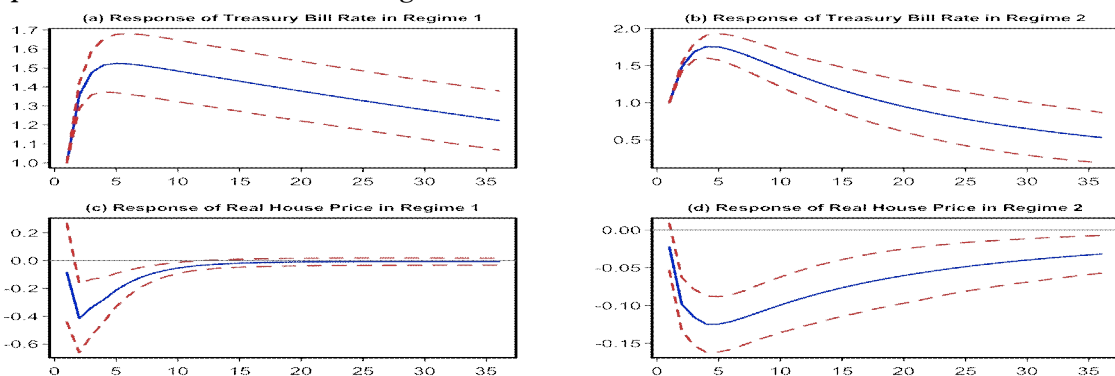 (a) Response of Treasury Bill Rate in Regime 1
1.7
1.6
1.5
1.4
1.3
1.2
1.1
1.0
0 5 10 15 20 25 30 35
(b) Response of Treasury Bill Rate in Regime 2
2.0
1.5
1.0
0.5
0 5 10 15 20 25 30 35
(c) Response of Real House Price in Regime 1
0.2
0.0
-0.2
-0.4
-0.6
0 5 10 15 20 25 30 35
(d) Response of Real House Price in Regime 2
0.00
-0.05
-0.10
-0.15
0 5 10 15 20 25 30 35